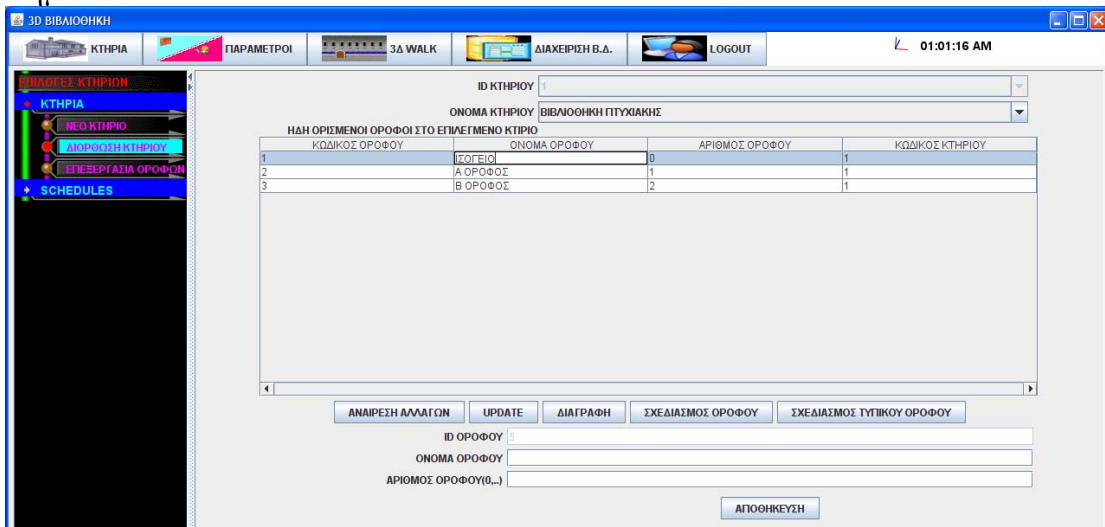 3D ΒΙΒΛΙΟΘΗΚΗ
ΚΤΗΡΙΑ ΠΑΡΑΜΕΤΡΟΙ 3Δ WALK ΔΙΑΧΕΙΡΙΣΗ Β.Δ. LOGOUT 01:01:16 AM
ΕΠΙΛΟΓΕΣ ΚΤΗΡΙΩΝ
ΚΤΗΡΙΑ
ΝΕΟ ΚΤΗΡΙΟ
ΔΙΟΡΘΩΣΗ ΚΤΗΡΙΟΥ
ΕΠΕΞΕΡΓΑΣΙΑ ΟΡΟΦΩΝ
SCHEDULES
ID ΚΤΗΡΙΟΥ 1
ΟΝΟΜΑ ΚΤΗΡΙΟΥ ΒΙΒΛΙΟΘΗΚΗ ΠΤΥΧΙΑΚΗΣ
ΗΔΗ ΟΡΙΣΜΕΝΟΙ ΟΡΟΦΟΙ ΣΤΟ ΕΠΙΛΕΓΜΕΝΟ ΚΤΙΡΙΟ
ΚΩΔΙΚΟΣ ΟΡΟΦΟΥ ΟΝΟΜΑ ΟΡΟΦΟΥ ΑΡΙΘΜΟΣ ΟΡΟΦΟΥ ΚΩΔΙΚΟΣ ΚΤΗΡΙΟΥ
1 ΙΣΟΓΕΙΟ 0 1
2 Α ΟΡΟΦΟΣ 1 1
3 Β ΟΡΟΦΟΣ 2 1
ΑΝΑΙΡΕΣΗ ΑΛΛΑΓΩΝ UPDATE ΔΙΑΓΡΑΦΗ ΣΧΕΔΙΑΣΜΟΣ ΟΡΟΦΟΥ ΣΧΕΔΙΑΣΜΟΣ ΤΥΠΙΚΟΥ ΟΡΟΦΟΥ
ID ΟΡΟΦΟΥ 5
ΟΝΟΜΑ ΟΡΟΦΟΥ
ΑΡΙΘΜΟΣ ΟΡΟΦΟΥ(0,..)
ΑΠΟΘΗΚΕΥΣΗ